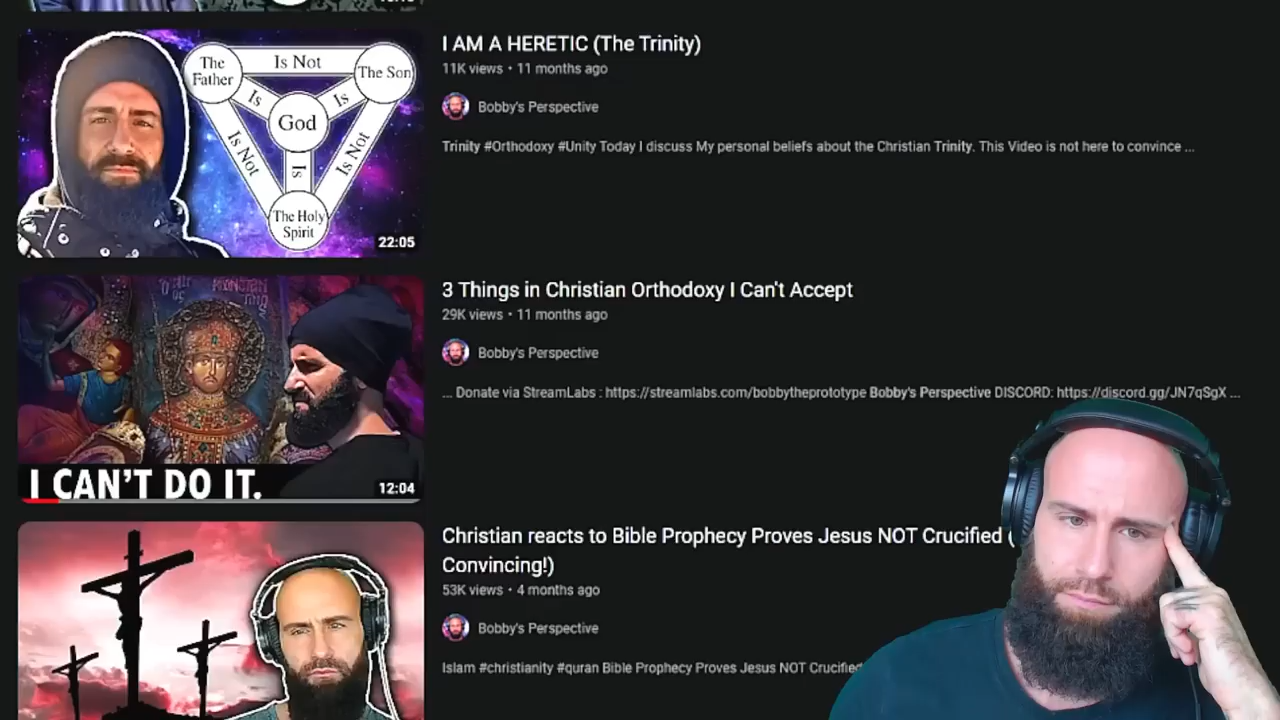 I AM A HERETIC (The Trinity)
11K views • 11 months ago
Bobby's Perspective
Trinity #Orthodoxy #Unity Today I discuss My personal beliefs about the Christian Trinity. This Video is not here to convince ...
The Father
Is Not
The Son
Is
Is
God
Is Not
Is
Is Not
The Holy Spirit
22:05
3 Things in Christian Orthodoxy I Can't Accept
29K views • 11 months ago
Bobby's Perspective
... Donate via StreamLabs : https://streamlabs.com/bobbytheprototype Bobby's Perspective DISCORD: https://discord.gg/JN7qSgX ...
I CAN'T DO IT.
12:04
Christian reacts to Bible Prophecy Proves Jesus NOT Crucified (
Convincing!)
53K views • 4 months ago
Bobby's Perspective
Islam #christianity #quran Bible Prophecy Proves Jesus NOT Crucified